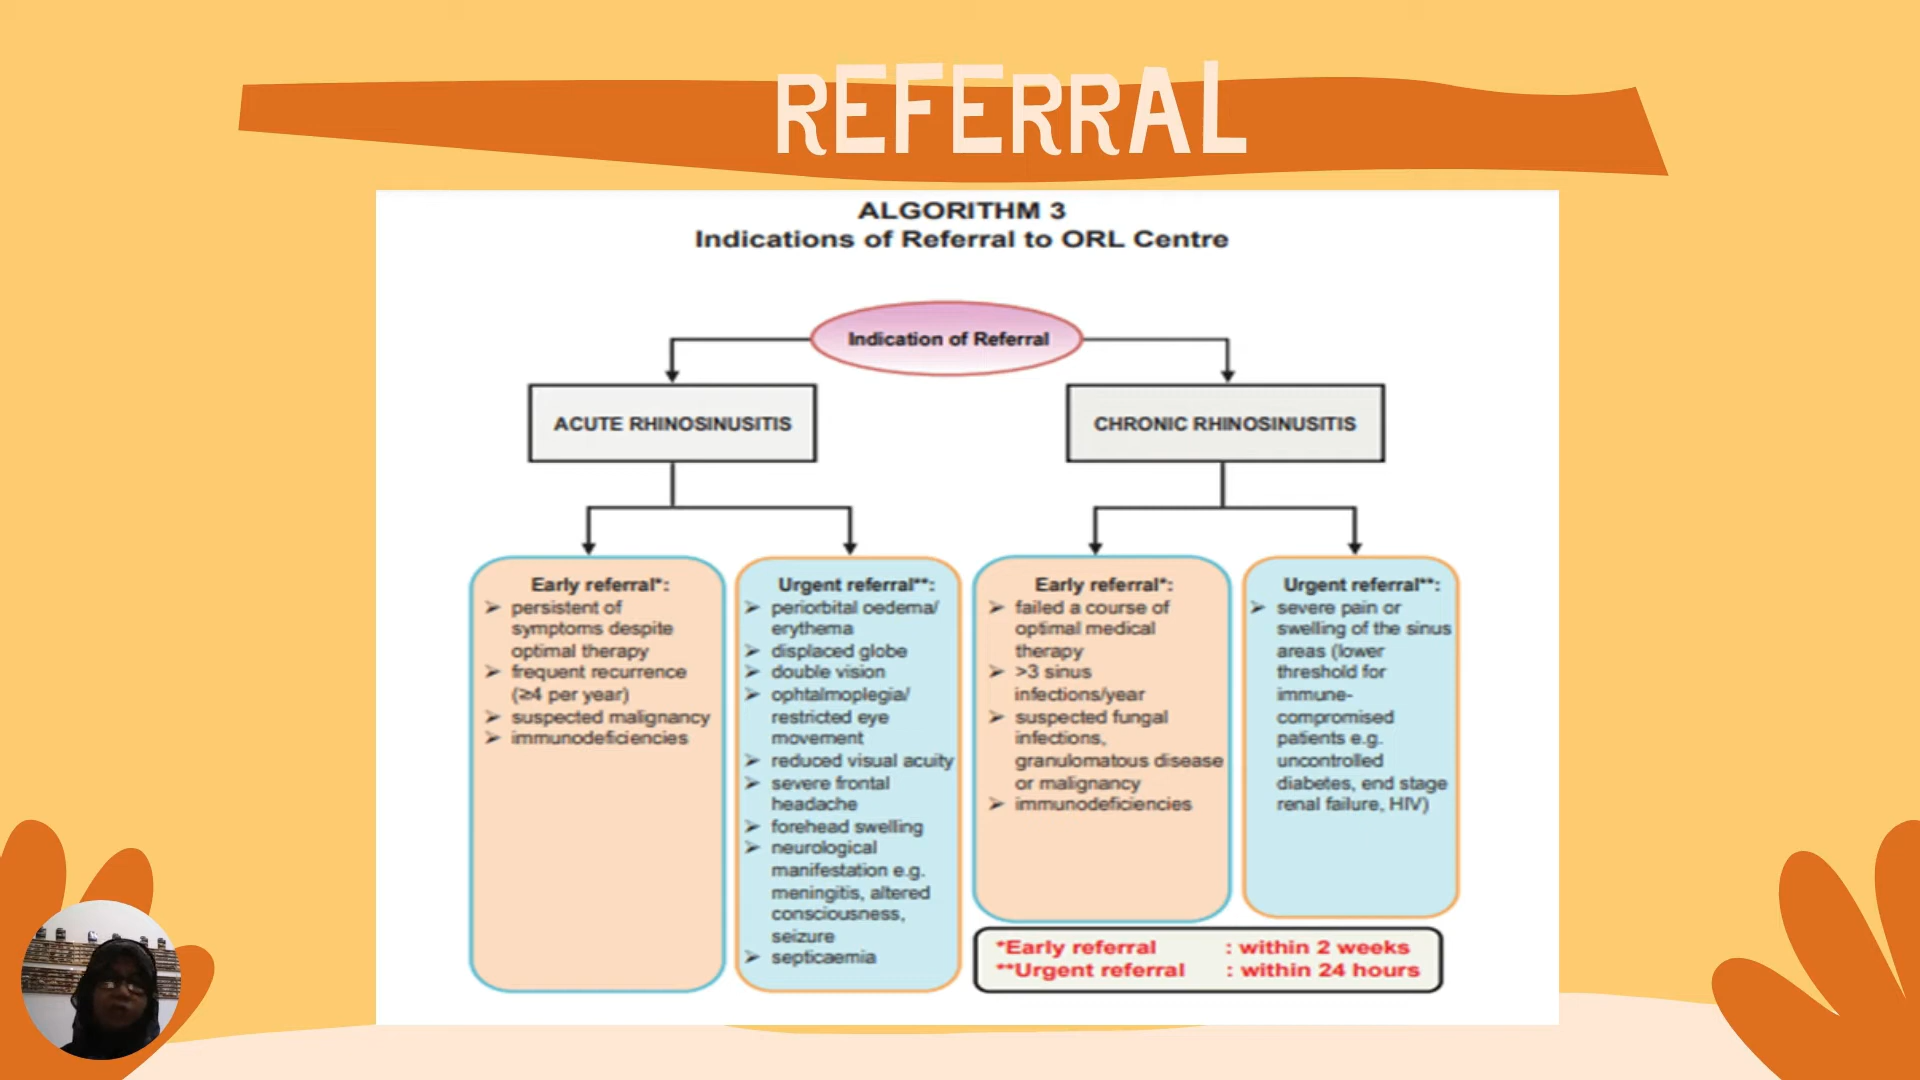 REFERRAL
ALGORITHM 3
Indications of Referral to ORL Centre
Indication of Referral
ACUTE RHINOSINUSITIS
CHRONIC RHINOSINUSITIS
Early referral*:
➤ persistent of
symptoms despite
optimal therapy
➤ frequent recurrence
(≥4 per year)
➤ suspected malignancy
➤ immunodeficiencies
Urgent referral**:
➤ periorbital oedema/
erythema
➤ displaced globe
➤ double vision
➤ ophtalmoplegia/
restricted eye
movement
➤ reduced visual acuity
➤ severe frontal
headache
➤ forehead swelling
➤ neurological
manifestation e.g.
meningitis, altered
consciousness,
seizure
➤ septicaemia
Early referral*:
➤ failed a course of
optimal medical
therapy
➤ >3 sinus
infections/year
➤ suspected fungal
infections,
granulomatous disease
or malignancy
➤ immunodeficiencies
Urgent referral**:
➤ severe pain or
swelling of the sinus
areas (lower
threshold for
immune-
compromised
patients e.g.
uncontrolled
diabetes, end stage
renal failure, HIV)
*Early referral : within 2 weeks
**Urgent referral : within 24 hours